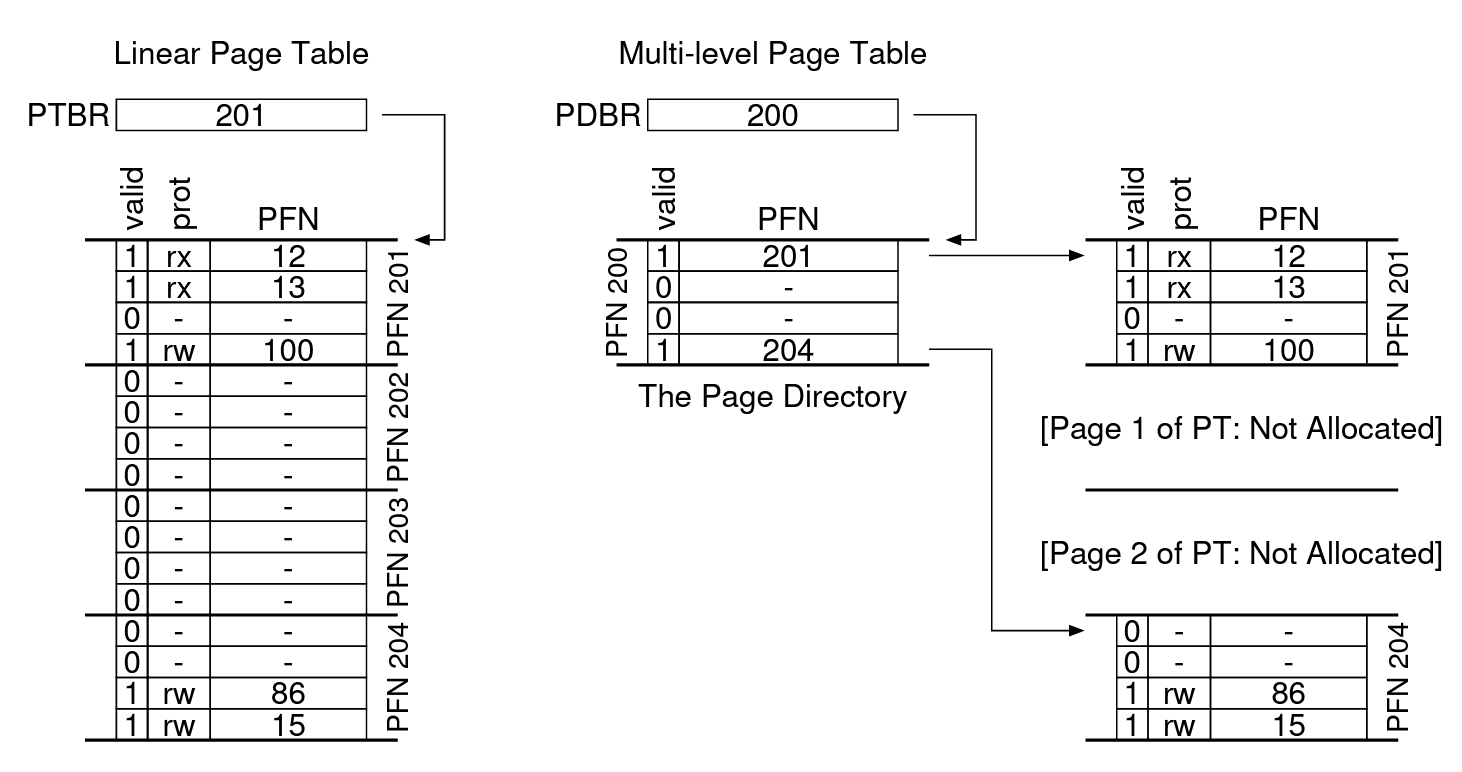 Linear Page Table
PTBR 201
valid prot PFN
1 rx 12
1 rx 13
0 - -
1 rw 100
PFN 201
0 - -
0 - -
0 - -
0 - -
PFN 202
0 - -
0 - -
0 - -
0 - -
PFN 203
0 - -
0 - -
1 rw 86
1 rw 15
PFN 204
Multi-level Page Table
PDBR 200
valid PFN
PFN 200
1 201
0 -
0 -
1 204
The Page Directory
valid prot PFN
1 rx 12
1 rx 13
0 - -
1 rw 100
PFN 201
[Page 1 of PT: Not Allocated]
[Page 2 of PT: Not Allocated]
0 - -
0 - -
1 rw 86
1 rw 15
PFN 204